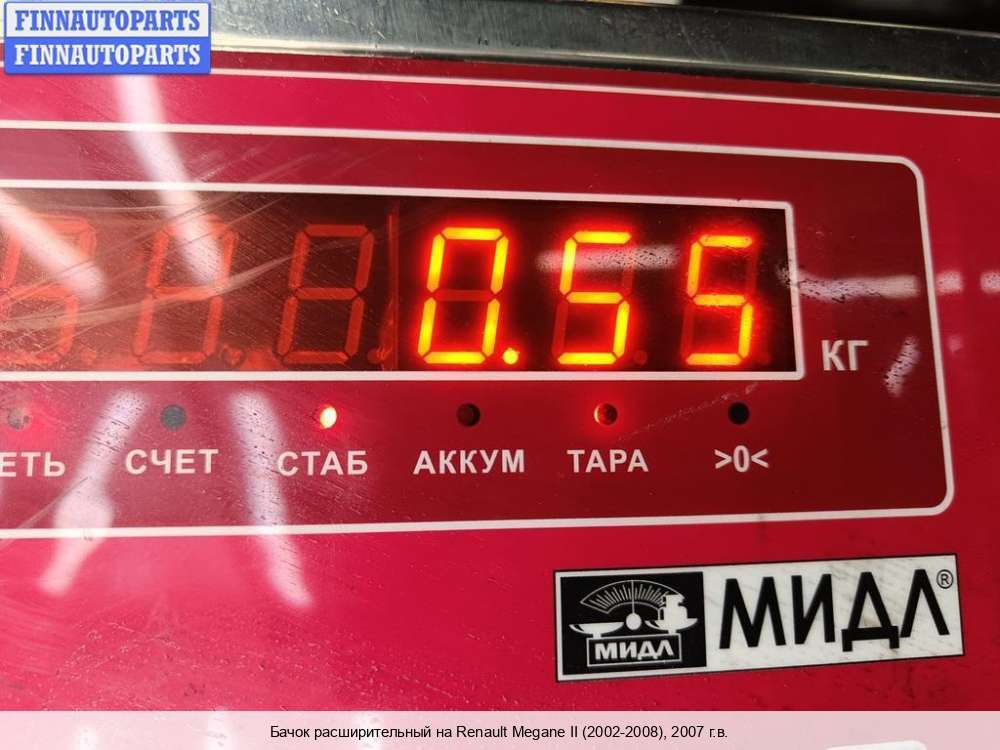 FINNAUTOPARTS
FINNAUTOPARTS
0.55
КГ
ЕТЬ СЧЕТ СТАБ АККУМ ТАРА >0<
МИДЛ МИДЛ®
Бачок расширительный на Renault Megane II (2002-2008), 2007 г.в.